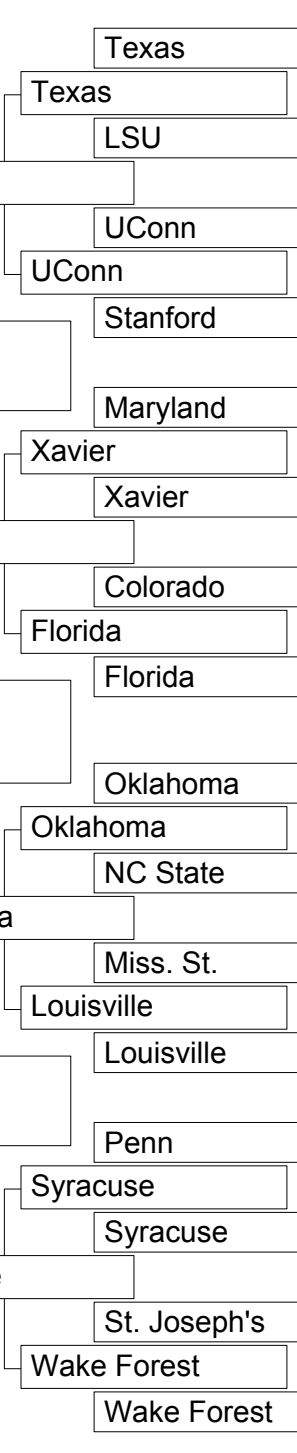 Texas
Texas
LSU
UConn
UConn
Stanford
Maryland
Xavier
Xavier
Colorado
Florida
Florida
Oklahoma
Oklahoma
NC State
a
Miss. St.
Louisville
Louisville
Penn
Syracuse
Syracuse
St. Joseph's
Wake Forest
Wake Forest